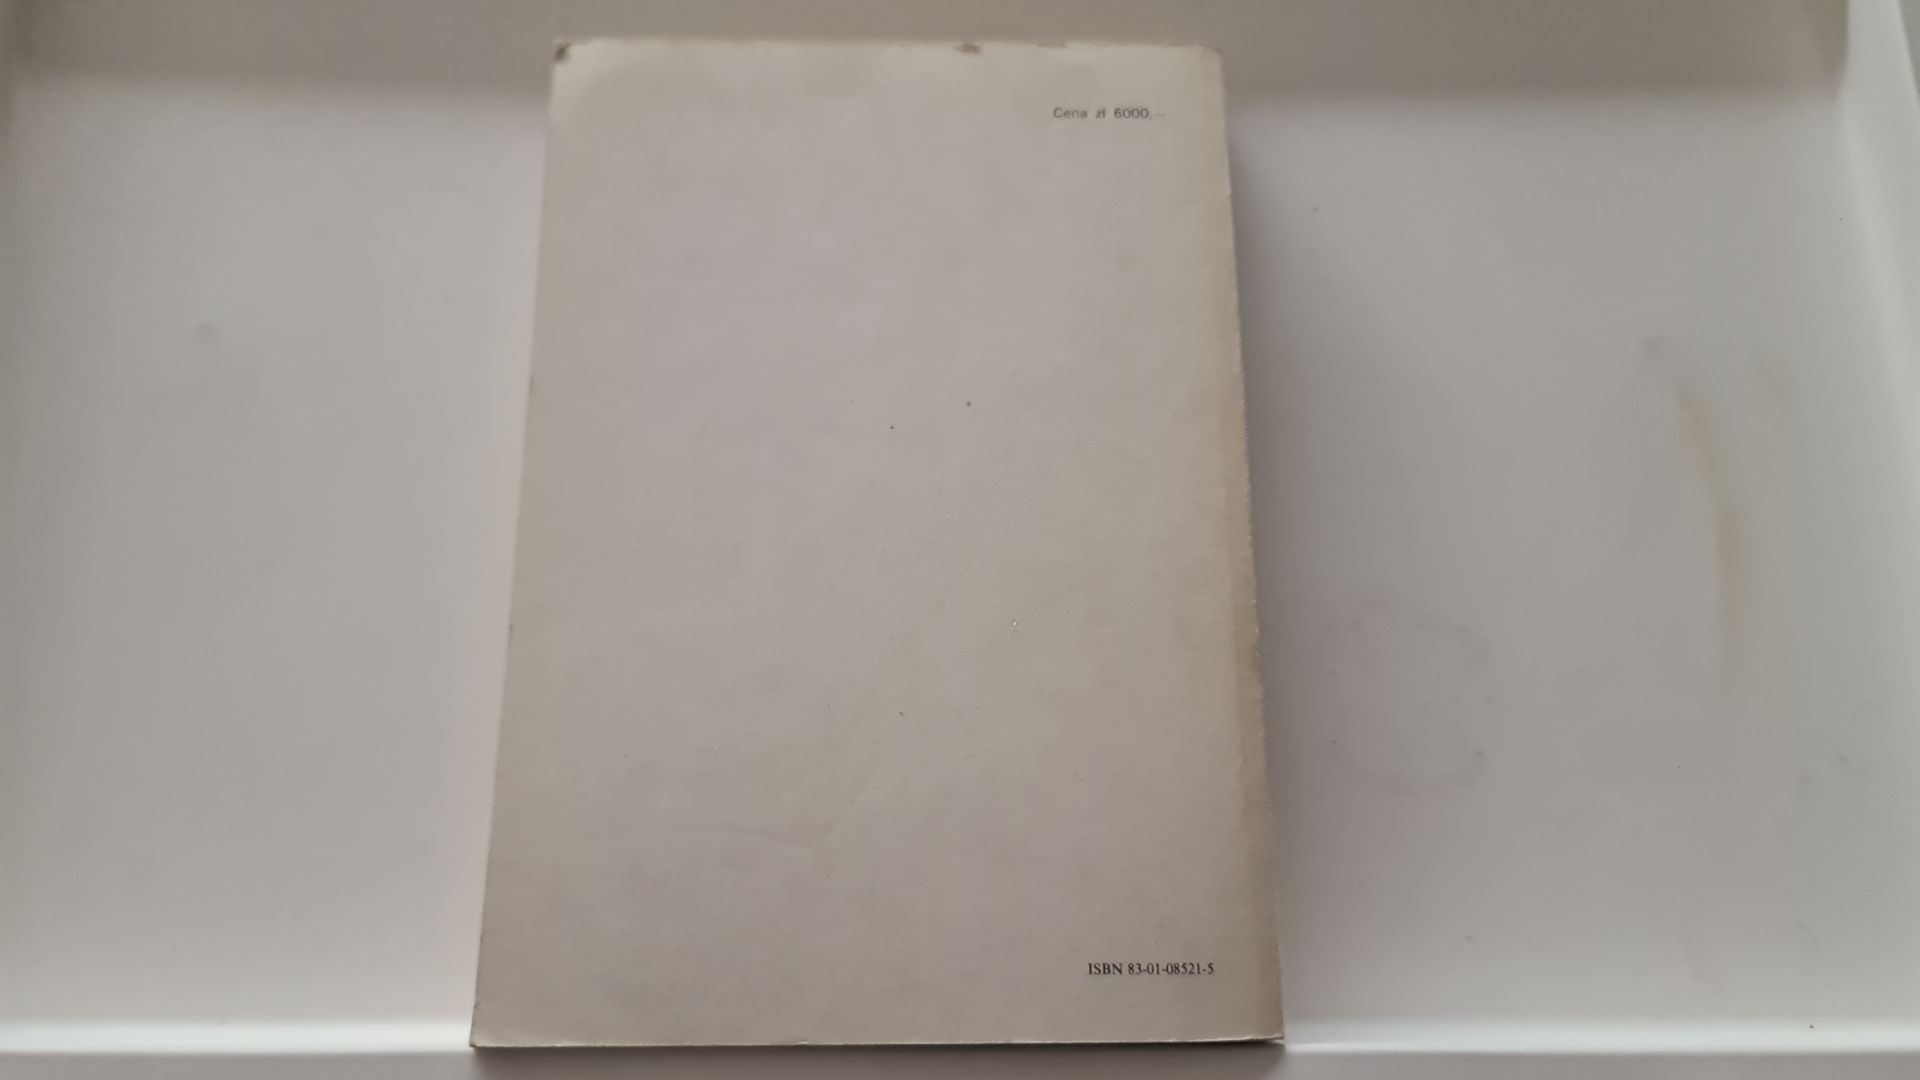 Cena zł 6000,—
ISBN 83-01-08521-5